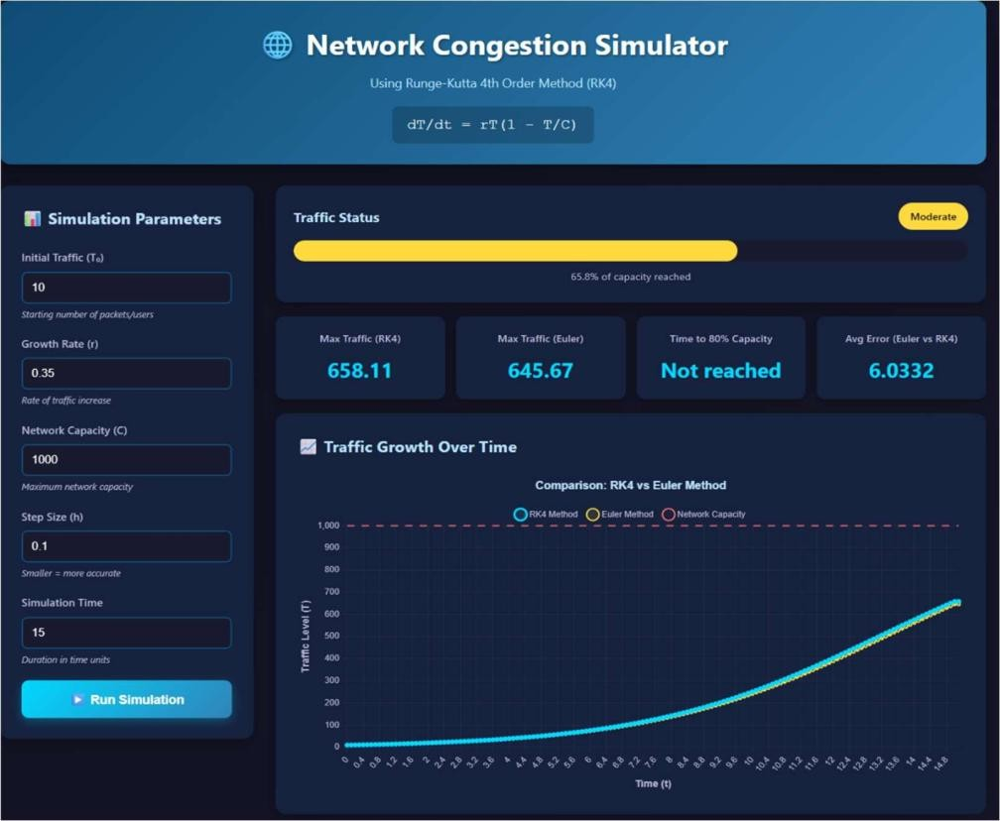 Network Congestion Simulator
Using Runge-Kutta 4th Order Method (RK4)
dT/dt = rT(1 - T/C)
Simulation Parameters
Initial Traffic (T₀)
10
Starting number of packets/users
Growth Rate (r)
0.35
Rate of traffic increase
Network Capacity (C)
1000
Maximum network capacity
Step Size (h)
0.1
Smaller = more accurate
Simulation Time
15
Duration in time units
Run Simulation
Traffic Status
Moderate
65.8% of capacity reached
Max Traffic (RK4)
658.11
Max Traffic (Euler)
645.67
Time to 80% Capacity
Not reached
Avg Error (Euler vs RK4)
6.0332
Traffic Growth Over Time
Comparison: RK4 vs Euler Method
RK4 Method Euler Method Network Capacity
Traffic Level (T)
1,000
900
800
700
600
500
400
300
200
100
0
0 0.4 0.8 1.2 1.6 2 2.4 2.8 3.2 3.6 4 4.4 4.8 5.2 5.6 6 6.4 6.8 7.2 7.6 8 8.4 8.8 9.2 9.6 10 10.4 10.8 11.2 11.6 12 12.4 12.8 13.2 13.6 14 14.4 14.8
Time (t)